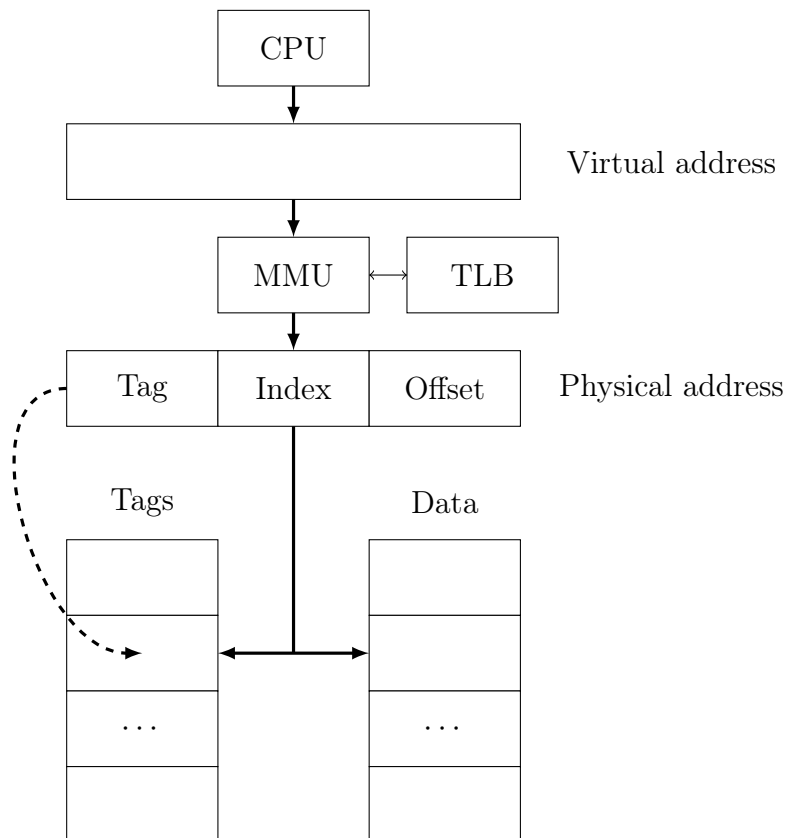 CPU
Virtual address
MMU
TLB
Tag
Index
Offset
Physical address
Tags
Data
...
...